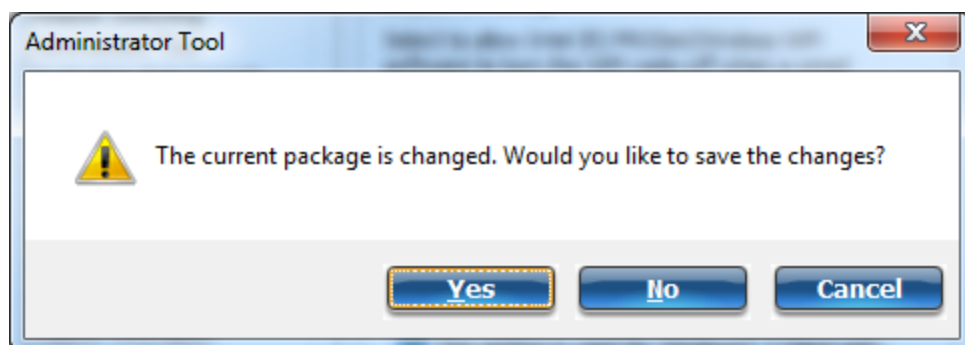 Administrator Tool
The current package is changed. Would you like to save the changes?
Yes
No
Cancel